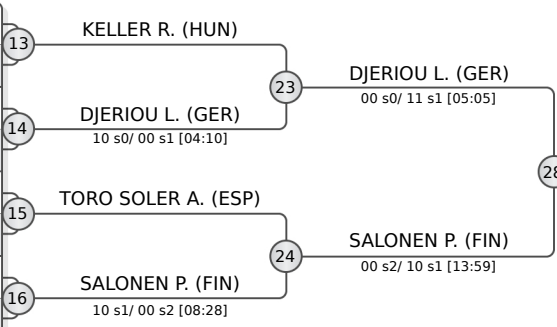 KELLER R. (HUN)
13
DJERIOU L. (GER)
23
00 s0/ 11 s1 [05:05]
DJERIOU L. (GER)
14
10 s0/ 00 s1 [04:10]
28
TORO SOLER A. (ESP)
15
SALONEN P. (FIN)
24
00 s2/ 10 s1 [13:59]
SALONEN P. (FIN)
16
10 s1/ 00 s2 [08:28]